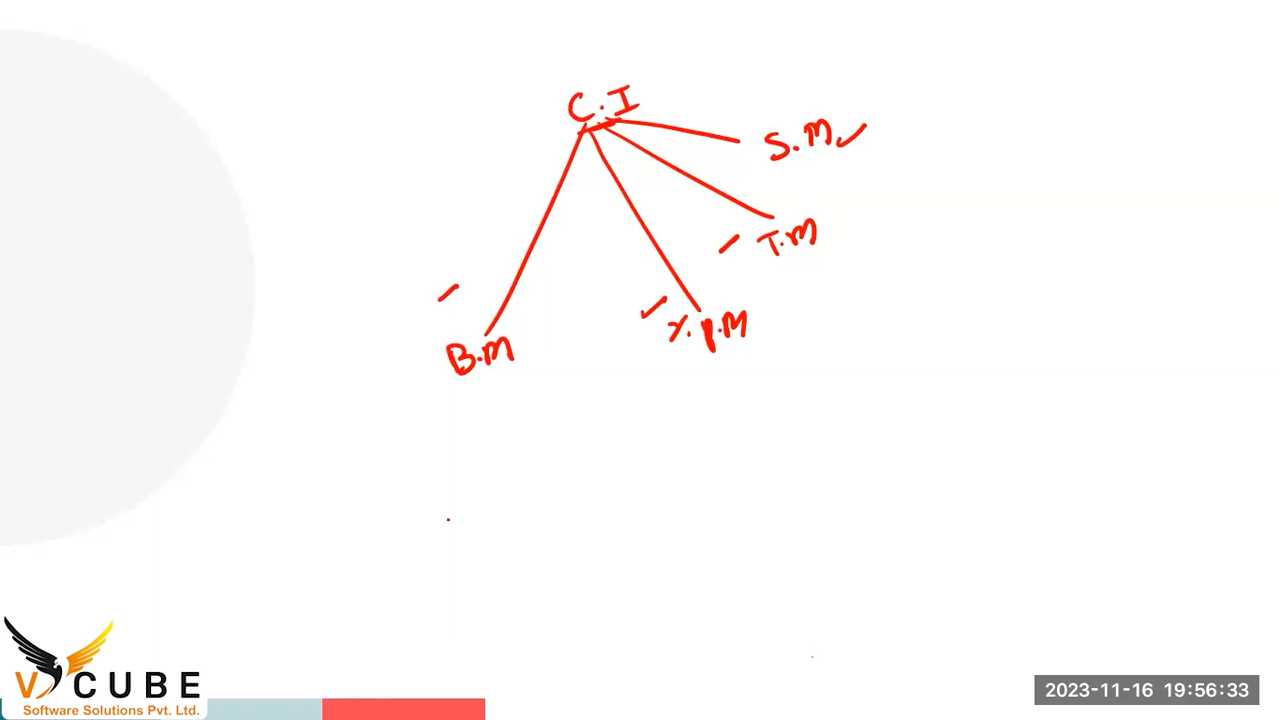 C.I
S.M
T.M
X.P.M
B.M
V CUBE
Software Solutions Pvt. Ltd.
2023-11-16 19:56:33